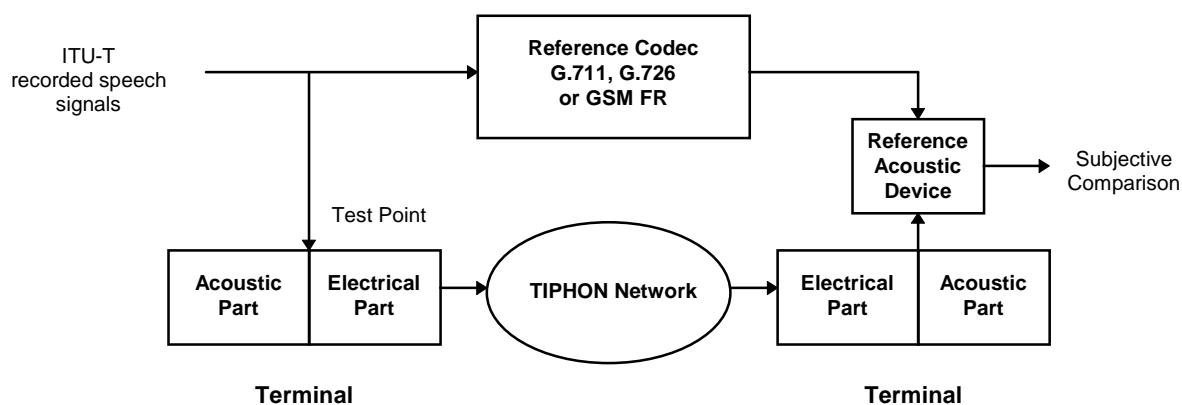 ITU-T
recorded speech
signals
Reference Codec
G.711, G.726
or GSM FR
Reference
Acoustic
Device
Subjective
Comparison
Test Point
Acoustic
Part
Electrical
Part
TIPHON Network
Electrical
Part
Acoustic
Part
Terminal
Terminal